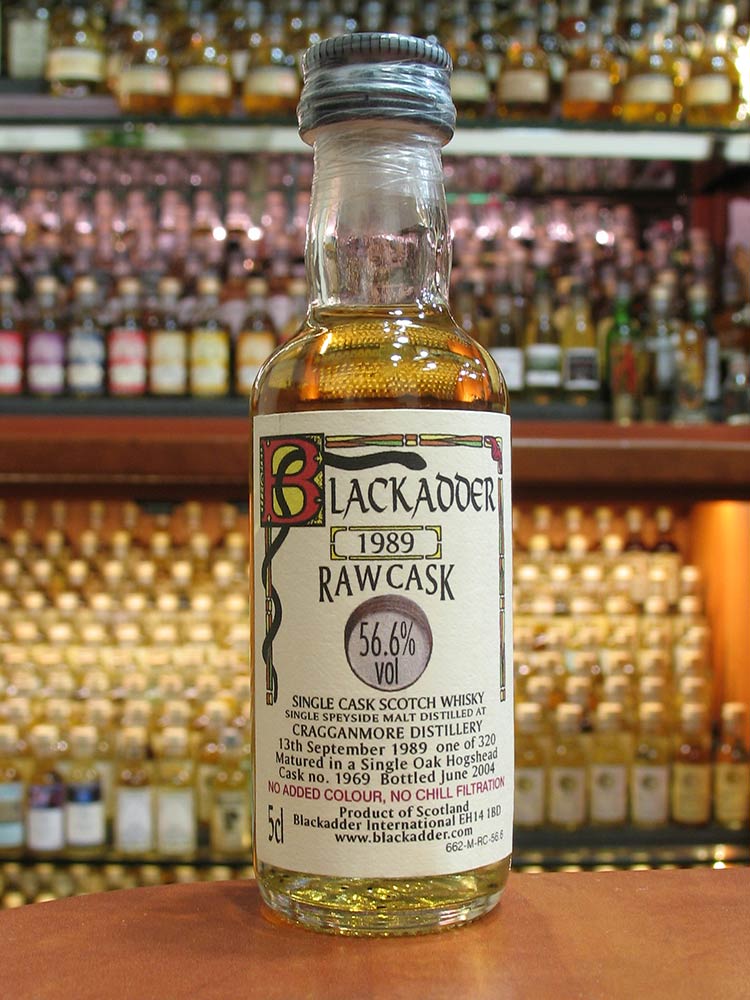 BLACKADDER
1989
RAW CASK
56.6%
vol
SINGLE CASK SCOTCH WHISKY
SINGLE SPEYSIDE MALT DISTILLED AT
CRAGGANMORE DISTILLERY
13th September 1989 one of 320
Matured in a Single Oak Hogshead
Cask no. 1969 Bottled June 2004
NO ADDED COLOUR, NO CHILL FILTRATION
Product of Scotland
5cl Blackadder International EH14 1BD
www.blackadder.com
662-M-RC-56.6